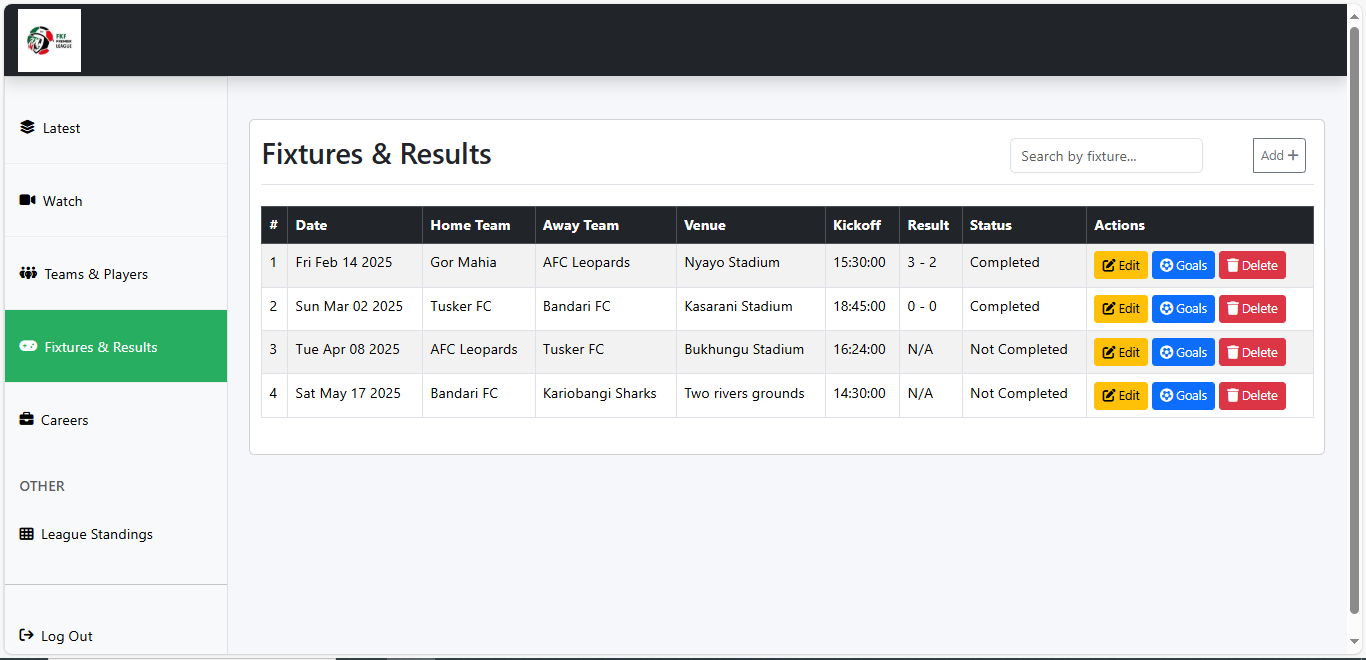 FKF
PREMIER
LEAGUE
Latest
Watch
Teams & Players
Fixtures & Results
Careers
OTHER
League Standings
Log Out
Fixtures & Results
Search by fixture...
Add +
# Date Home Team Away Team Venue Kickoff Result Status Actions
1 Fri Feb 14 2025 Gor Mahia AFC Leopards Nyayo Stadium 15:30:00 3 - 2 Completed Edit Goals Delete
2 Sun Mar 02 2025 Tusker FC Bandari FC Kasarani Stadium 18:45:00 0 - 0 Completed Edit Goals Delete
3 Tue Apr 08 2025 AFC Leopards Tusker FC Bukhungu Stadium 16:24:00 N/A Not Completed Edit Goals Delete
4 Sat May 17 2025 Bandari FC Kariobangi Sharks Two rivers grounds 14:30:00 N/A Not Completed Edit Goals Delete